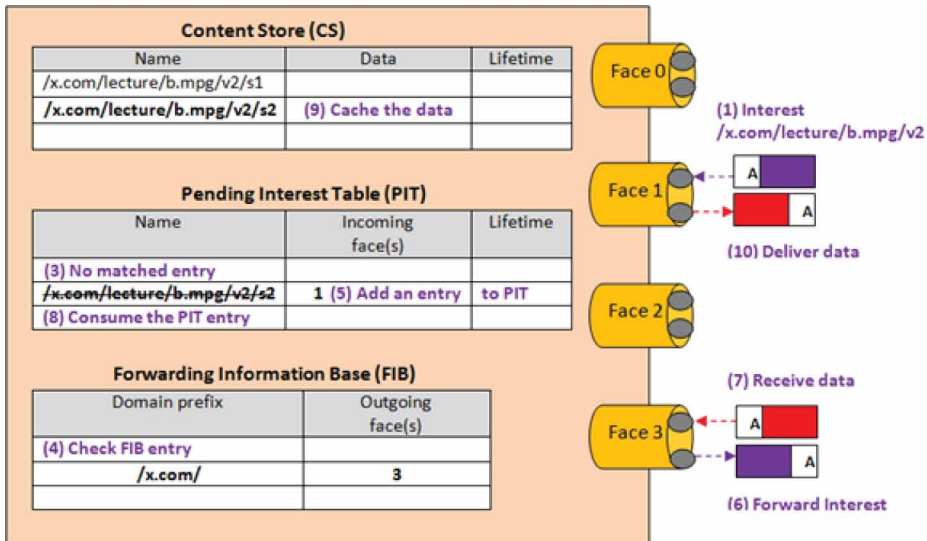 Content Store (CS)
Name Data Lifetime
/x.com/lecture/b.mpg/v2/s1
/x.com/lecture/b.mpg/v2/s2 (9) Cache the data
Pending Interest Table (PIT)
Name Incoming face(s) Lifetime
(3) No matched entry
/x.com/lecture/b.mpg/v2/s2 1 (5) Add an entry to PIT
(8) Consume the PIT entry
Forwarding Information Base (FIB)
Domain prefix Outgoing face(s)
(4) Check FIB entry
/x.com/ 3
Face 0
(1) Interest
/x.com/lecture/b.mpg/v2
Face 1
A
A
(10) Deliver data
Face 2
(7) Receive data
Face 3
A
A
(6) Forward Interest